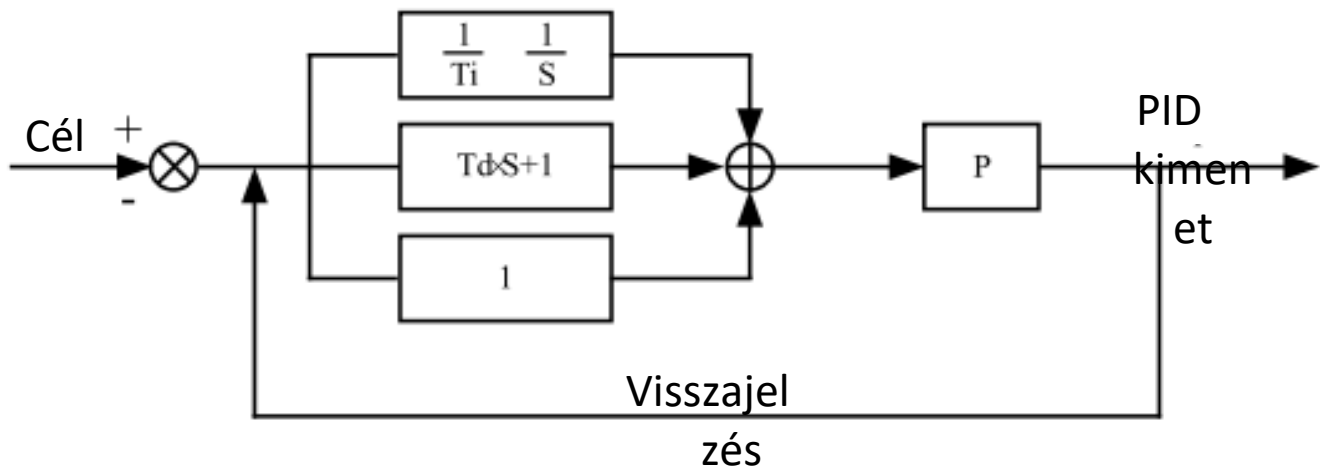 1 1
Ti S
Cél +
-
Td×S+1
P
PID
kimen
et
1
Visszajel
zés